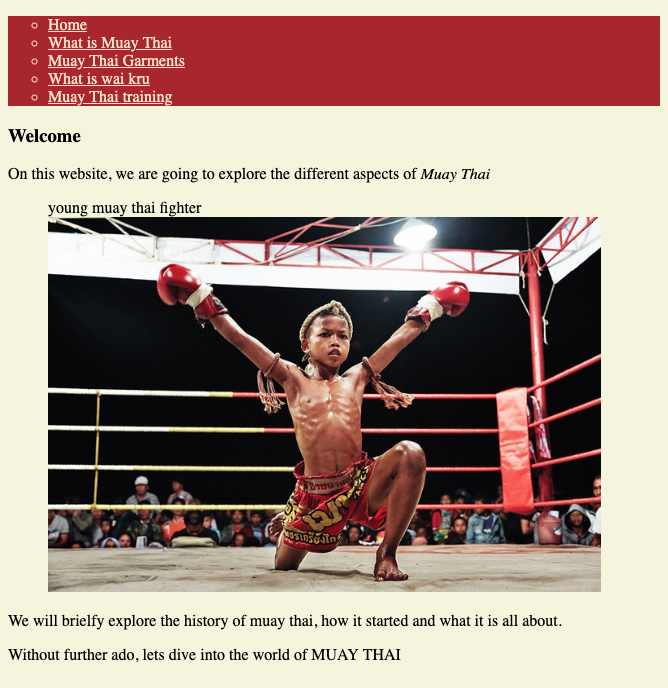 Home
What is Muay Thai
Muay Thai Garments
What is wai kru
Muay Thai training
Welcome
On this website, we are going to explore the different aspects of Muay Thai
young muay thai fighter
We will brielfy explore the history of muay thai, how it started and what it is all about.
Without further ado, lets dive into the world of MUAY THAI